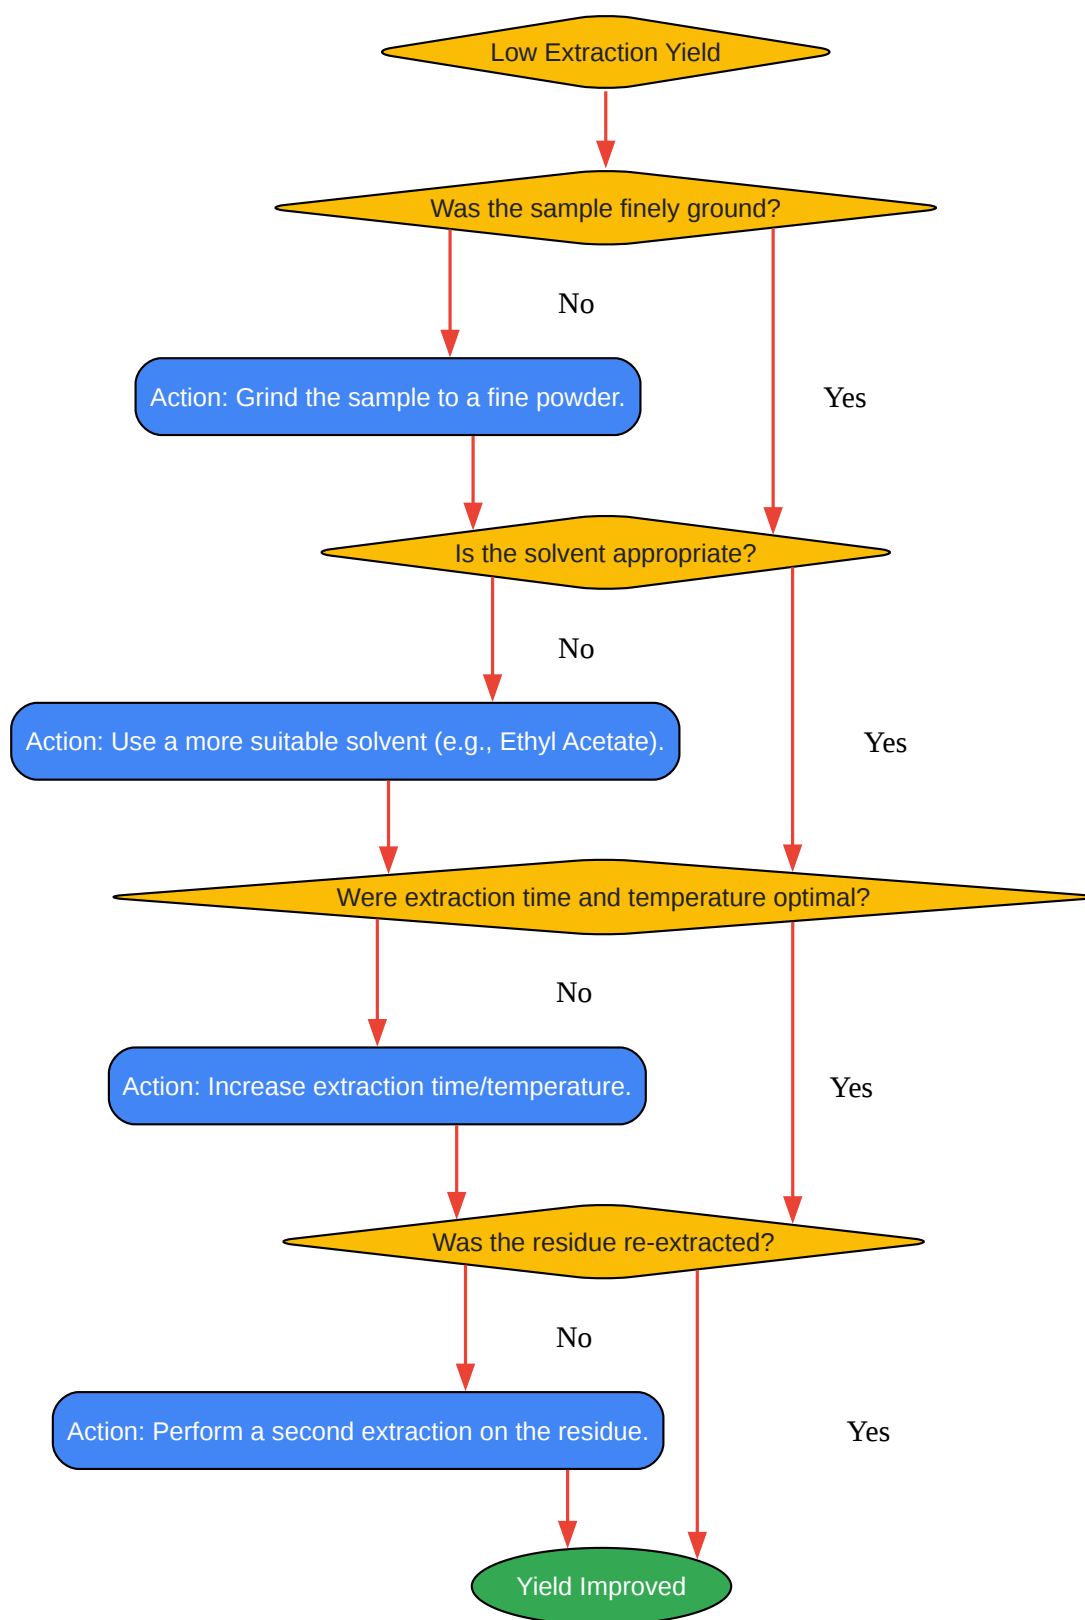 Low Extraction Yield
Was the sample finely ground?
No
Action: Grind the sample to a fine powder.
Yes
Is the solvent appropriate?
No
Action: Use a more suitable solvent (e.g., Ethyl Acetate).
Yes
Were extraction time and temperature optimal?
No
Action: Increase extraction time/temperature.
Yes
Was the residue re-extracted?
No
Action: Perform a second extraction on the residue.
Yes
Yield Improved